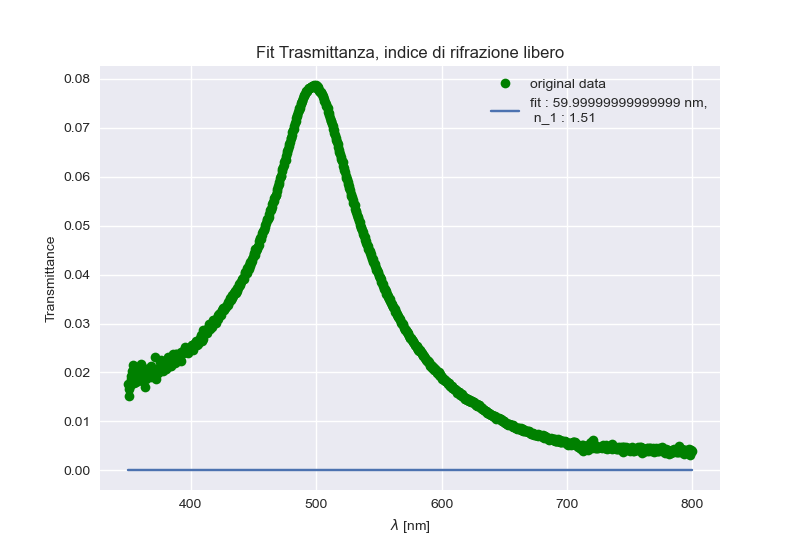 Fit Trasmittanza, indice di rifrazione libero
original data
fit : 59.99999999999999 nm,
n_1 : 1.51
Transmittance
0.08
0.07
0.06
0.05
0.04
0.03
0.02
0.01
0.00
400 500 600 700 800
λ [nm]